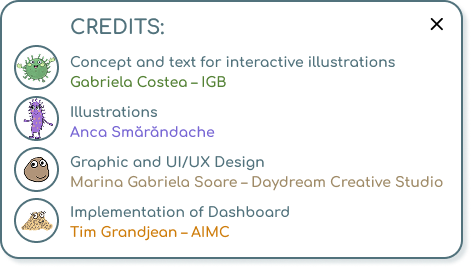 CREDITS:
Concept and text for interactive illustrations
Gabriela Costea – IGB
Illustrations
Anca Smărăndache
Graphic and UI/UX Design
Marina Gabriela Soare – Daydream Creative Studio
Implementation of Dashboard
Tim Grandjean – AIMC